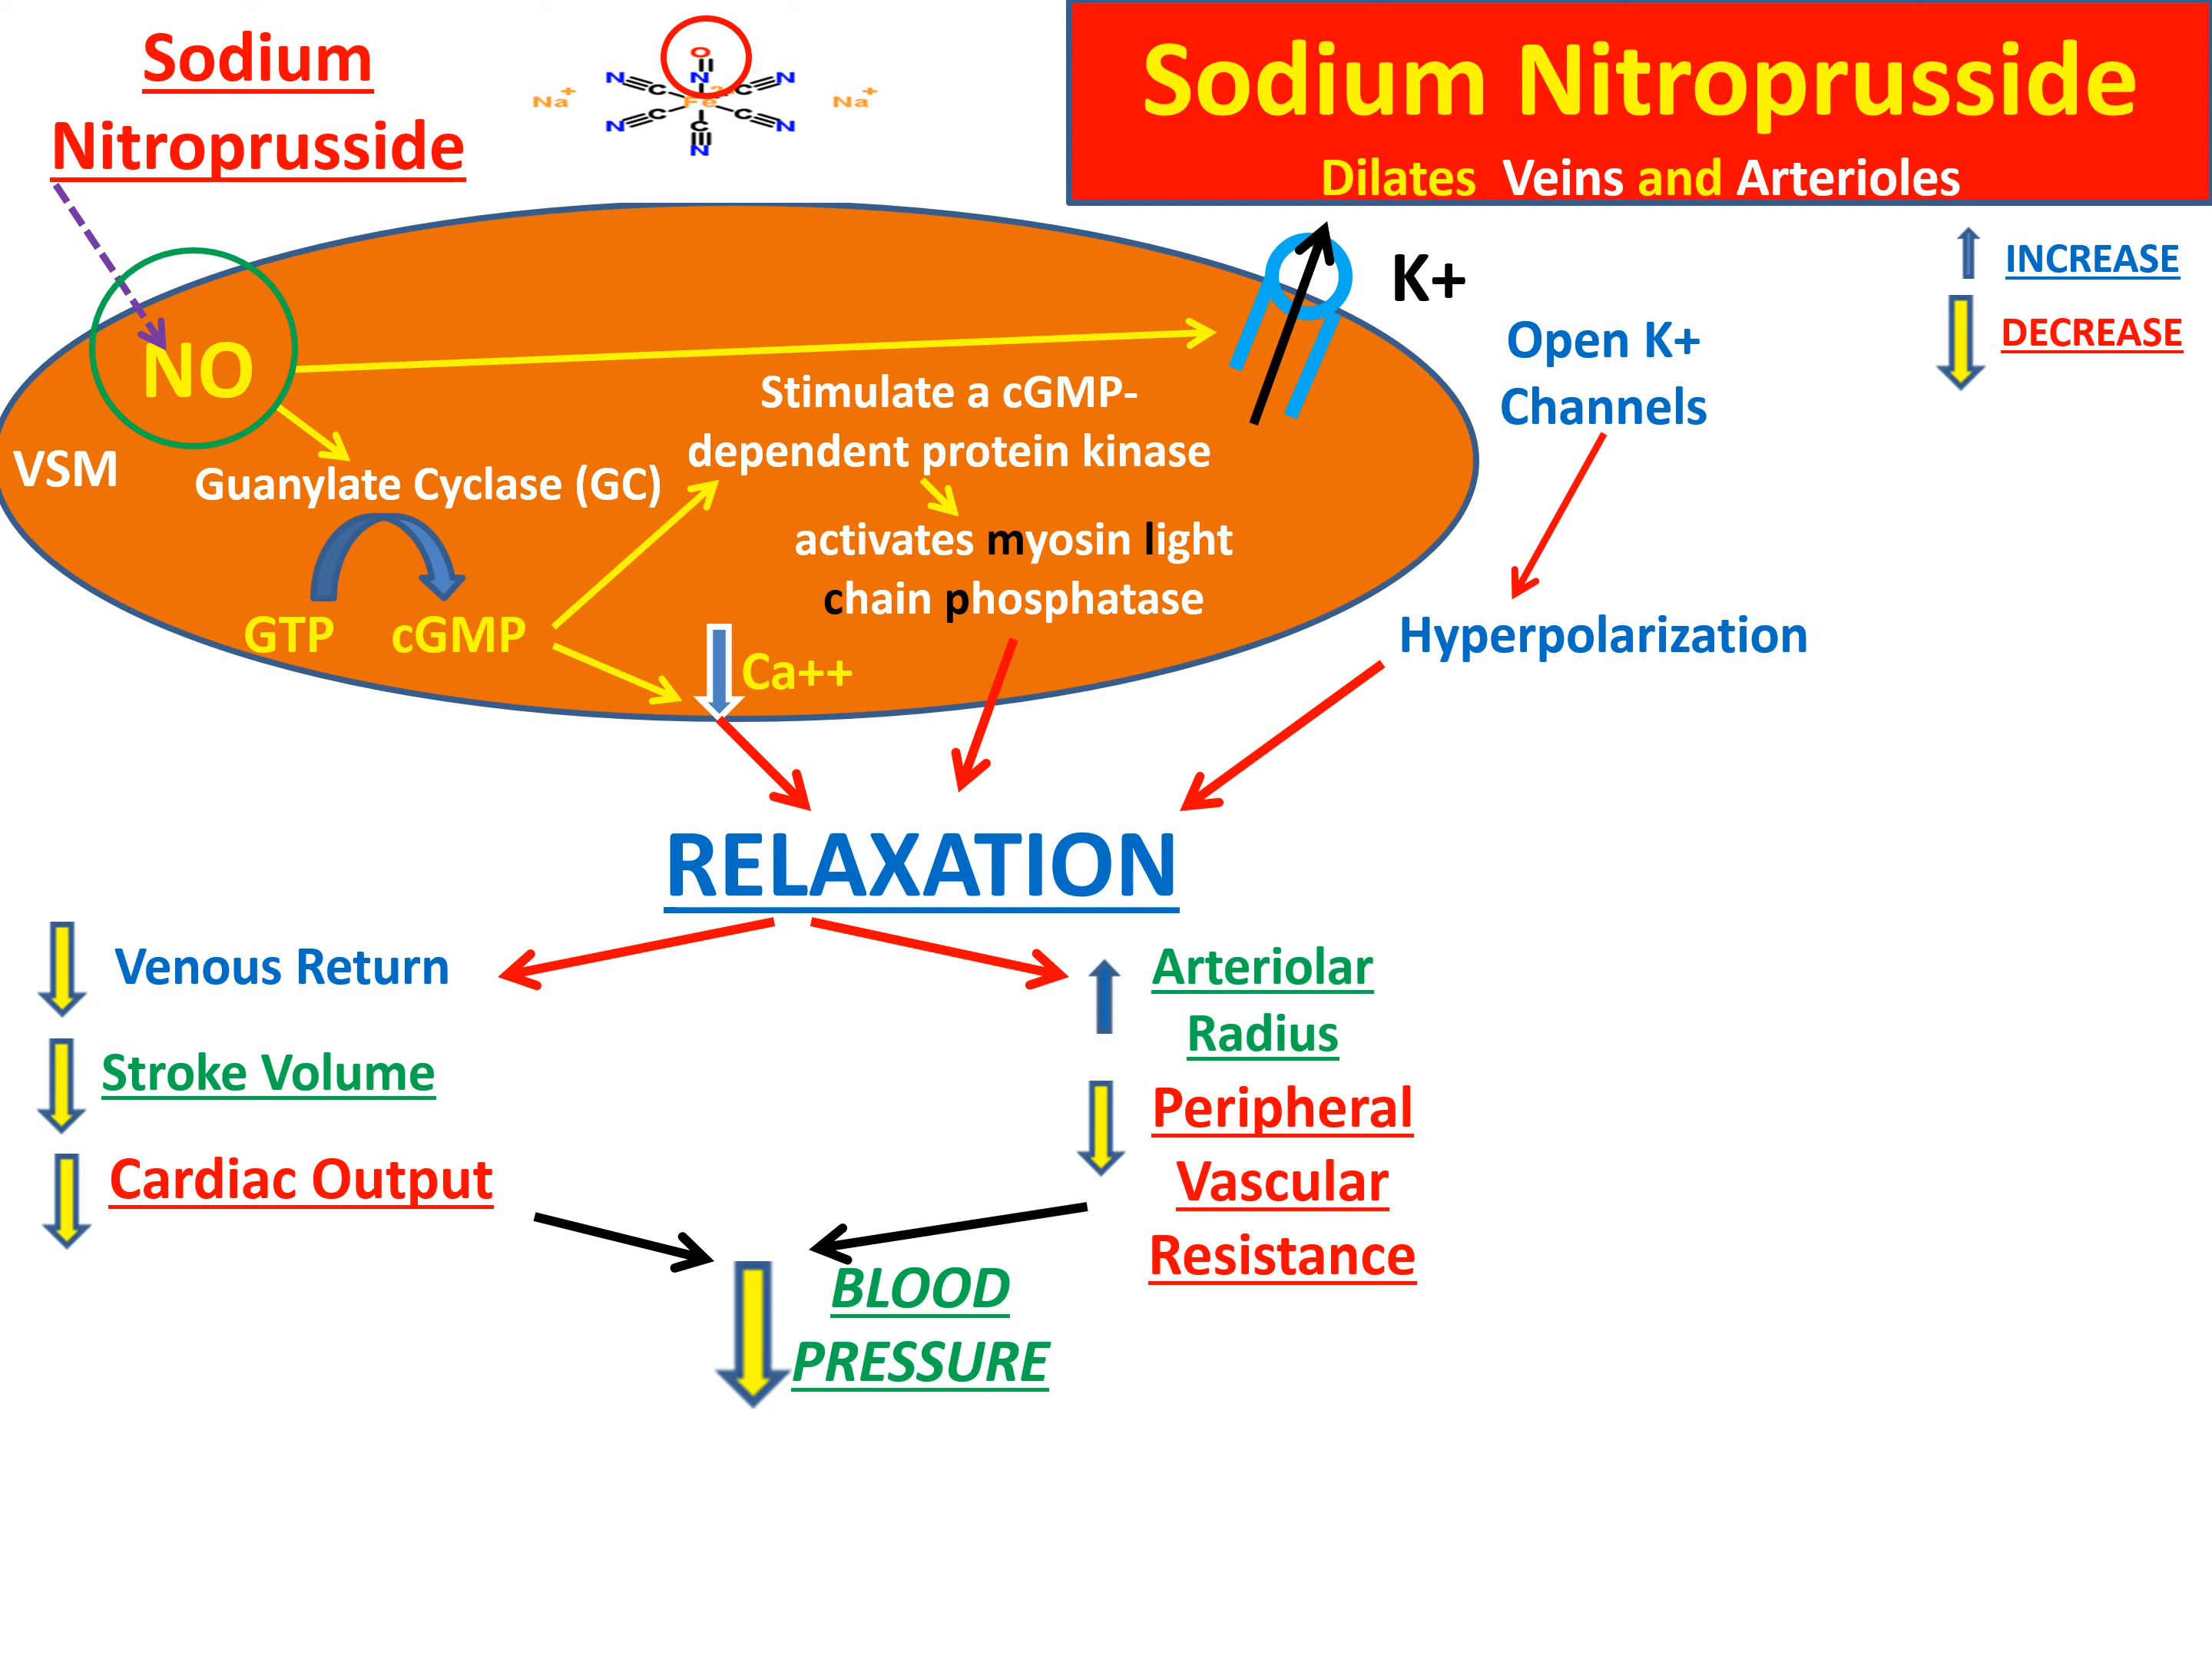 Sodium
Nitroprusside
O
N
N C Fe 2- C N
Na+ Na+
N C C N
C
N
Sodium Nitroprusside
Dilates Veins and Arterioles
INCREASE
DECREASE
K+
Open K+
Channels
NO
VSM
Guanylate Cyclase (GC)
GTP cGMP
Stimulate a cGMP-
dependent protein kinase
activates myosin light
chain phosphatase
Ca++
Hyperpolarization
RELAXATION
Venous Return
Stroke Volume
Cardiac Output
Arteriolar
Radius
Peripheral
Vascular
Resistance
BLOOD
PRESSURE